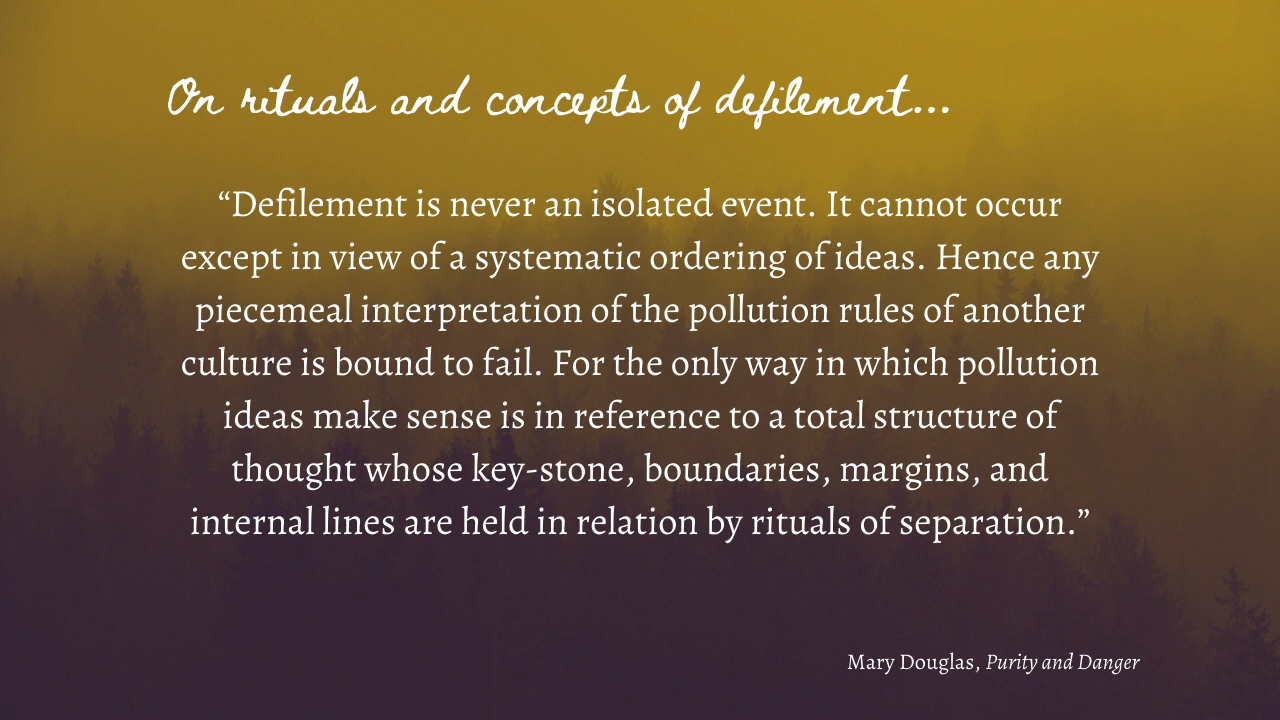 On rituals and concepts of defilement...
“Defilement is never an isolated event. It cannot occur
except in view of a systematic ordering of ideas. Hence any
piecemeal interpretation of the pollution rules of another
culture is bound to fail. For the only way in which pollution
ideas make sense is in reference to a total structure of
thought whose key-stone, boundaries, margins, and
internal lines are held in relation by rituals of separation.”
Mary Douglas, Purity and Danger